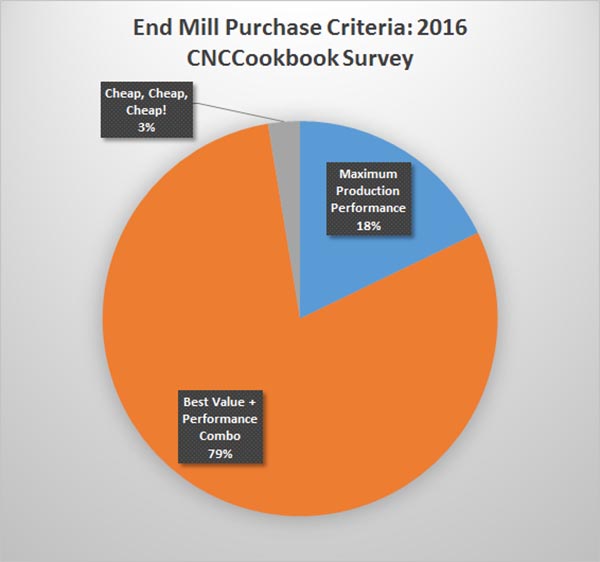 End Mill Purchase Criteria: 2016
CNCCookbook Survey
Cheap, Cheap,
Cheap!
3%
Maximum
Production
Performance
18%
Best Value +
Performance
Combo
79%